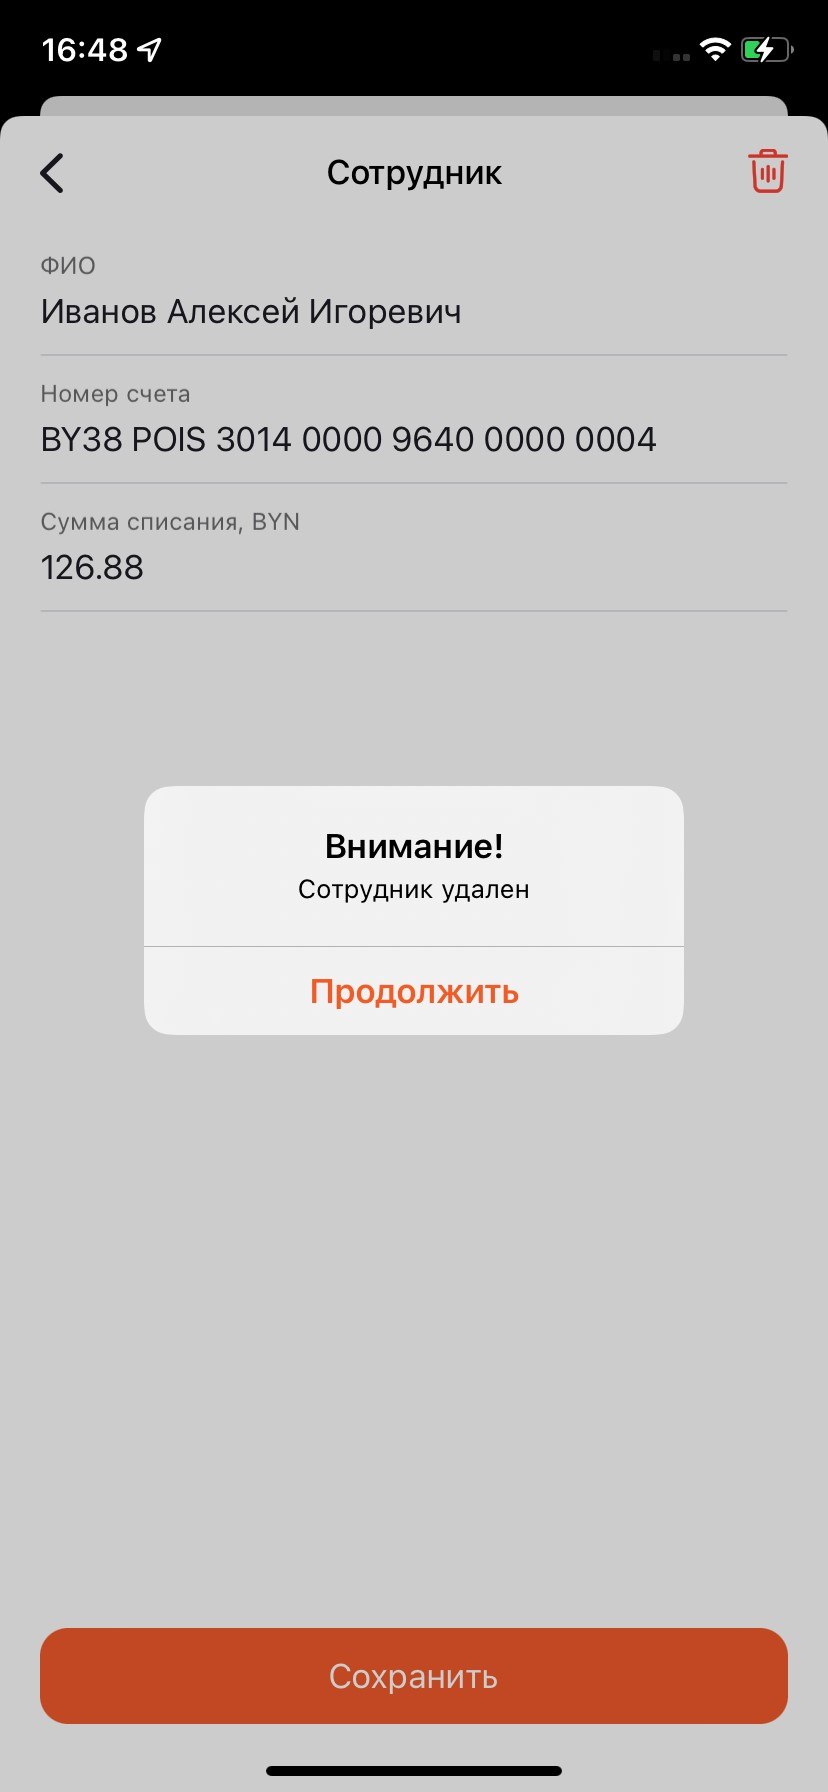 16:48
Сотрудник
ФИО
Иванов Алексей Игоревич
Номер счета
BY38 POIS 3014 0000 9640 0000 0004
Сумма списания, BYN
126.88
Внимание!
Сотрудник удален
Продолжить
Сохранить